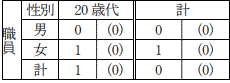 職員
性別 20歳代 計
男 0 (0) 0 (0)
女 1 (0) 1 (0)
計 1 (0) 0 (0)